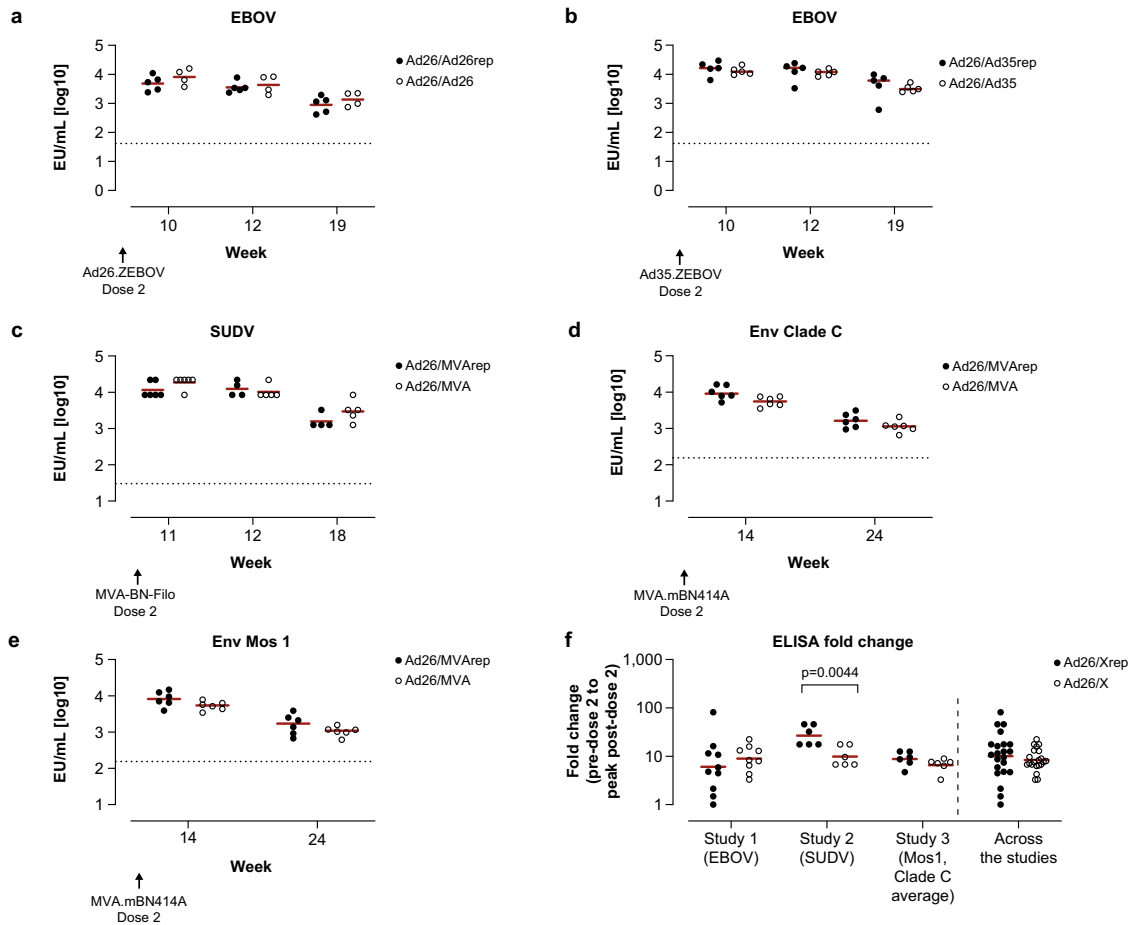 a
EBOV
5
4
3
2
1
0
EU/mL [log10]
10
12
19
Week
Ad26.ZEBOV
Dose 2
Ad26/Ad26rep
Ad26/Ad26
b
EBOV
5
4
3
2
1
0
EU/mL [log10]
10
12
19
Week
Ad35.ZEBOV
Dose 2
Ad26/Ad35rep
Ad26/Ad35
c
SUDV
5
4
3
2
1
EU/mL [log10]
11
12
18
Week
MVA-BN-Filo
Dose 2
Ad26/MVArep
Ad26/MVA
d
Env Clade C
5
4
3
2
1
EU/mL [log10]
14
24
Week
MVA.mBN414A
Dose 2
Ad26/MVArep
Ad26/MVA
e
Env Mos 1
5
4
3
2
1
EU/mL [log10]
14
24
Week
MVA.mBN414A
Dose 2
Ad26/MVArep
Ad26/MVA
f
ELISA fold change
1,000
100
10
1
Fold change
(pre-dose 2 to
peak post-dose 2)
p=0.0044
Study 1
(EBOV)
Study 2
(SUDV)
Study 3
(Mos1,
Clade C
average)
Across
the studies
Ad26/Xrep
Ad26/X